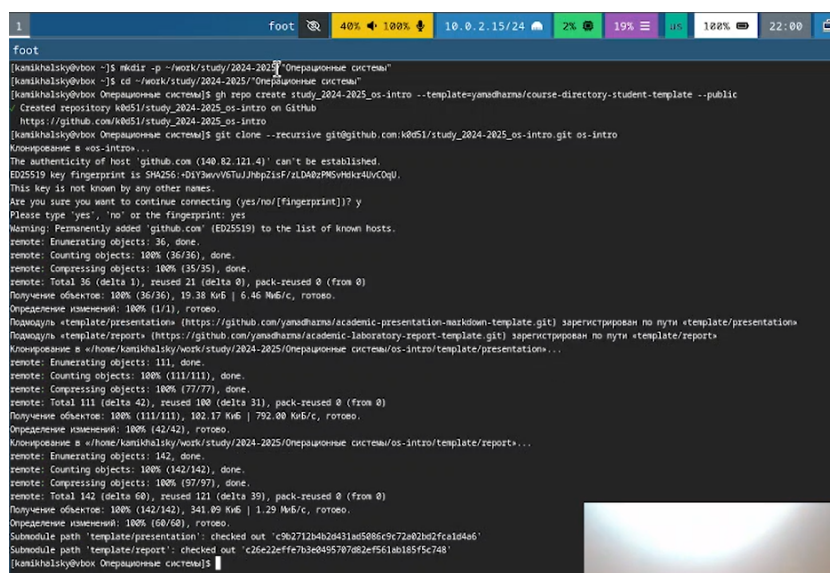 1 foot 40% 100% 10.0.2.15/24 2% 19% us 100% 22:00
foot
[kamikhalsky@vbox ~]$ mkdir -p ~/work/study/2024-2025/"Операционные системы"
[kamikhalsky@vbox ~]$ cd ~/work/study/2024-2025/"Операционные системы"
[kamikhalsky@vbox Операционные системы]$ gh repo create study_2024-2025_os-intro --template=yamadharma/course-directory-student-template --public
✓ Created repository k0d51/study_2024-2025_os-intro on GitHub
https://github.com/k0d51/study_2024-2025_os-intro
[kamikhalsky@vbox Операционные системы]$ git clone --recursive git@github.com:k0d51/study_2024-2025_os-intro.git os-intro
Клонирование в «os-intro»...
The authenticity of host 'github.com (140.82.121.4)' can't be established.
ED25519 key fingerprint is SHA256:+DiY3wvvV6TuJJhbpZisF/zLDA0zPMSvHdkr4UvCOqU.
This key is not known by any other names.
Are you sure you want to continue connecting (yes/no/[fingerprint])? y
Please type 'yes', 'no' or the fingerprint: yes
Warning: Permanently added 'github.com' (ED25519) to the list of known hosts.
remote: Enumerating objects: 36, done.
remote: Counting objects: 100% (36/36), done.
remote: Compressing objects: 100% (35/35), done.
remote: Total 36 (delta 1), reused 21 (delta 0), pack-reused 0 (from 0)
Получение объектов: 100% (36/36), 19.38 КиБ | 6.46 МиБ/с, готово.
Определение изменений: 100% (1/1), готово.
Подмодуль «template/presentation» (https://github.com/yamadharma/academic-presentation-markdown-template.git) зарегистрирован по пути «template/presentation»
Подмодуль «template/report» (https://github.com/yamadharma/academic-laboratory-report-template.git) зарегистрирован по пути «template/report»
Клонирование в «/home/kamikhalsky/work/study/2024-2025/Операционные системы/os-intro/template/presentation»...
remote: Enumerating objects: 111, done.
remote: Counting objects: 100% (111/111), done.
remote: Compressing objects: 100% (77/77), done.
remote: Total 111 (delta 42), reused 100 (delta 31), pack-reused 0 (from 0)
Получение объектов: 100% (111/111), 102.17 КиБ | 792.00 КиБ/с, готово.
Определение изменений: 100% (42/42), готово.
Клонирование в «/home/kamikhalsky/work/study/2024-2025/Операционные системы/os-intro/template/report»...
remote: Enumerating objects: 142, done.
remote: Counting objects: 100% (142/142), done.
remote: Compressing objects: 100% (97/97), done.
remote: Total 142 (delta 60), reused 121 (delta 39), pack-reused 0 (from 0)
Получение объектов: 100% (142/142), 341.09 КиБ | 1.29 МиБ/с, готово.
Определение изменений: 100% (60/60), готово.
Submodule path 'template/presentation': checked out 'c9b2712b4b2d431ad5086c9c72a02bd2fca1d4a6'
Submodule path 'template/report': checked out 'c26e22effe7b3e0495707d82ef561ab185f5c748'
[kamikhalsky@vbox Операционные системы]$